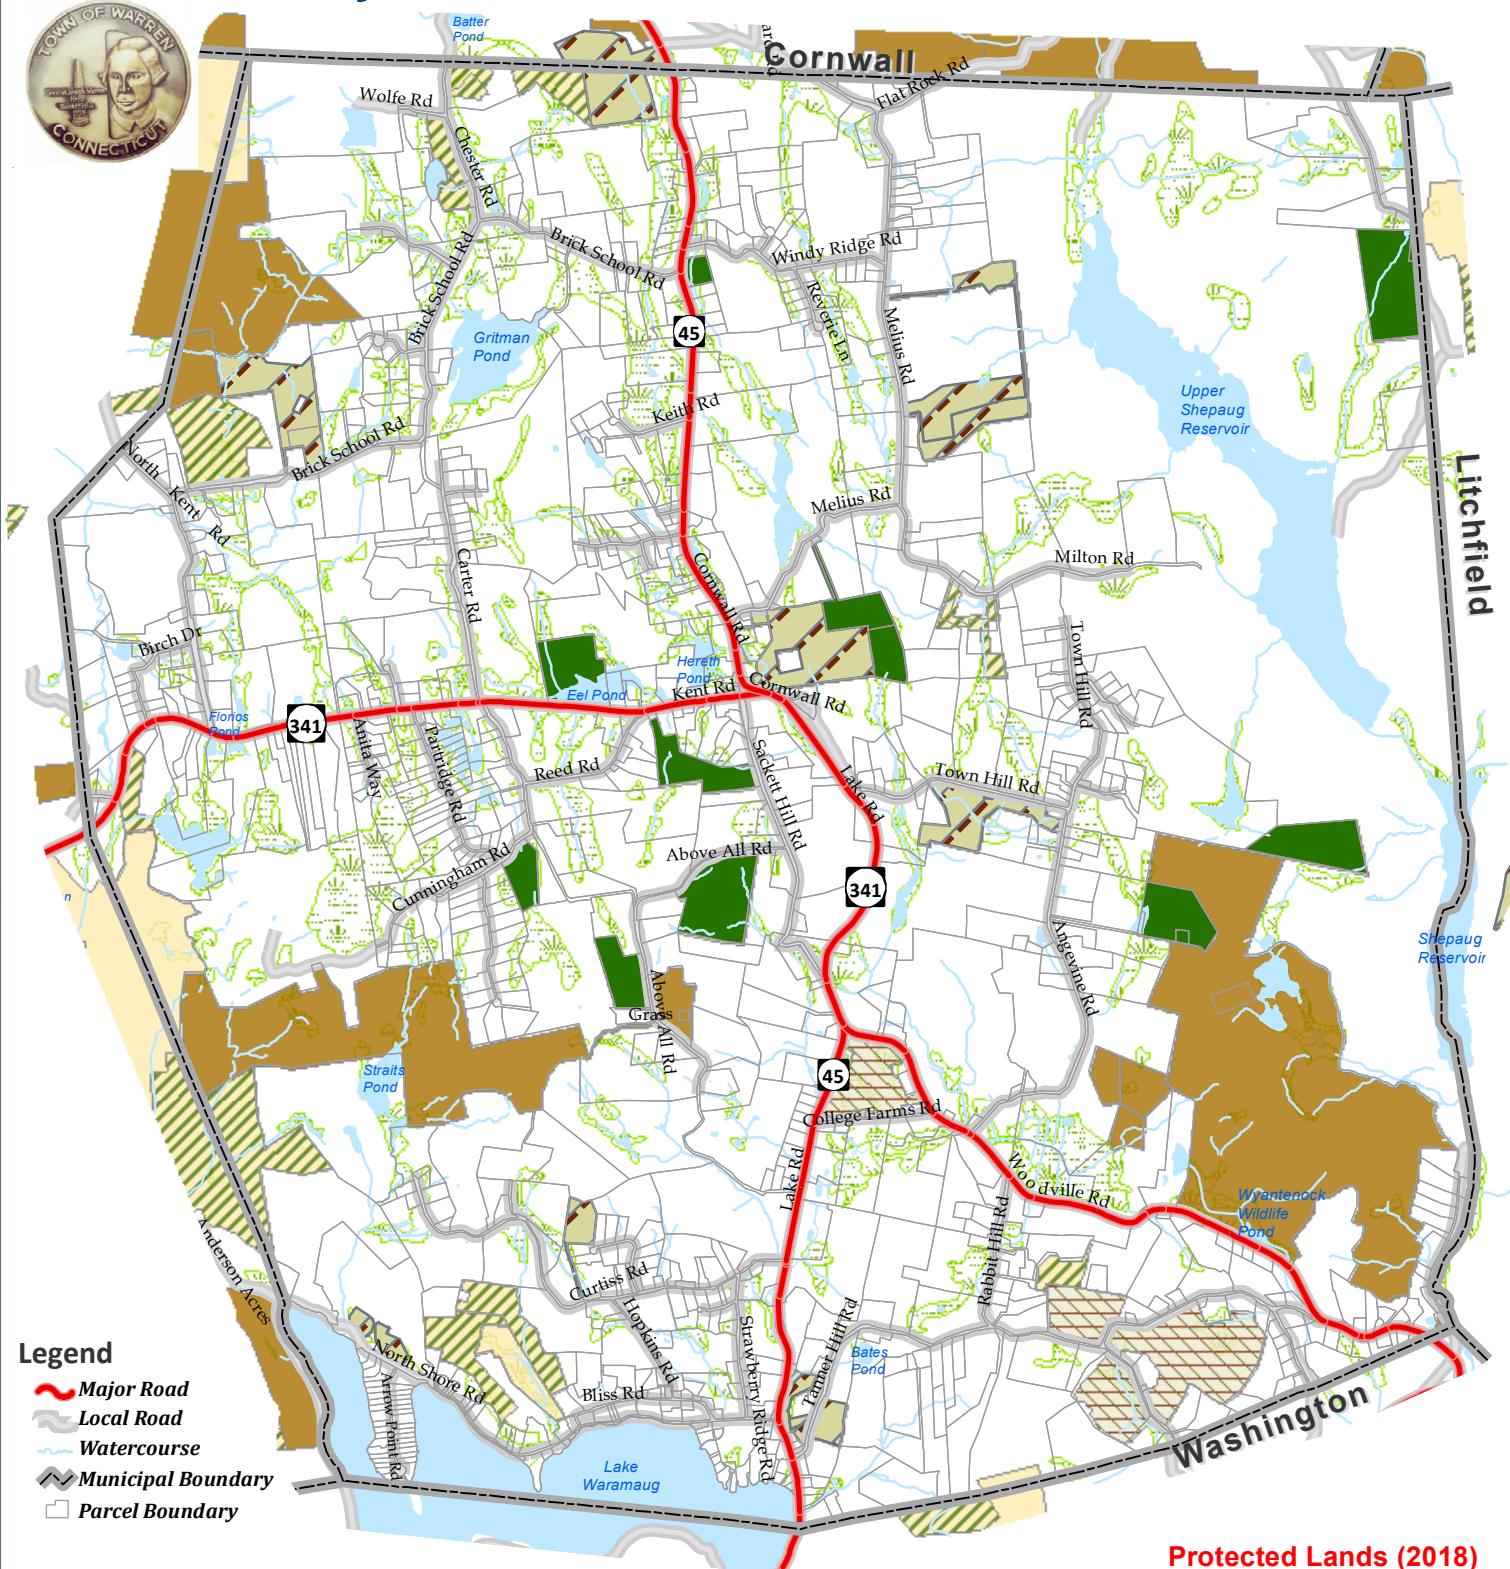 TOWN OF WARREN
CONNECTICUT
Batter
Pond
Cornwall
Flat Rock Rd
Wolfe Rd
Chester Rd
Brick School Rd
Windy Ridge Rd
Brick School Rd
Reverie Ln
Melius Rd
45
Gritman
Pond
Keith Rd
Upper
Shepaug
Reservoir
Brick School Rd
North Kent Rd
Litchfield
Melius Rd
Milton Rd
Carter Rd
Cornwall Rd
Birch Dr
Town Hill Rd
Hereth
Pond
Eel Pond
Kent Rd
Cornwall Rd
Florios
Pond
341
Anita Way
Partridge Rd
Reed Rd
Sackett Hill Rd
Lake Rd
Town Hill Rd
Above All Rd
Cunningham Rd
341
n
Angevine Rd
Shepaug
Reservoir
Above All Rd
Grass
Straits
Pond
45
College Farms Rd
Lake Rd
Woodville Rd
Wyantenock
Wildlife
Pond
Rabbit Hill Rd
Anderson Acres
Curtiss Rd
Hopkins Rd
Strawberry Ridge Rd
Tanner Hill Rd
Bates
Pond
North Shore Rd
Arrow Point Rd
Bliss Rd
Washington
Lake
Waramaug
Legend
Major Road
Local Road
Watercourse
Municipal Boundary
Parcel Boundary
Protected Lands (2018)